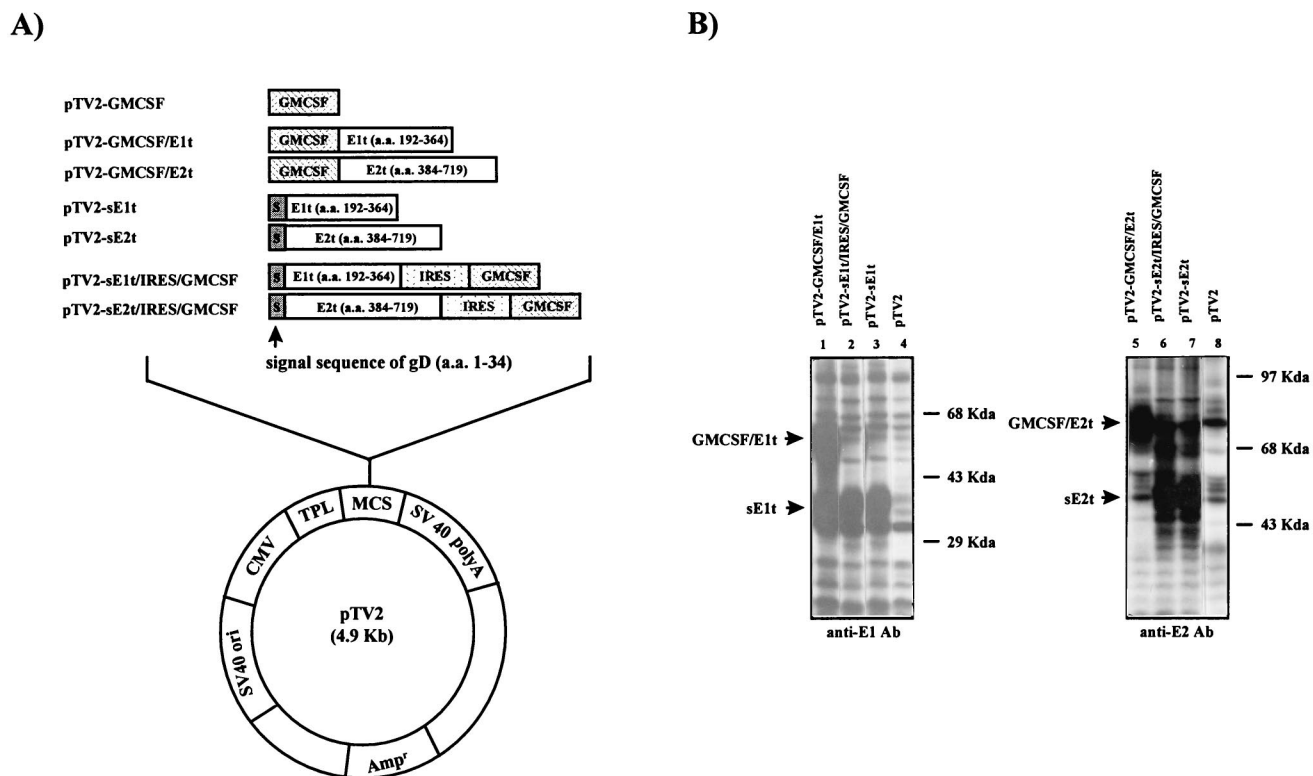 A)
pTV2-GMCSF
GMCSF
pTV2-GMCSF/E1t
GMCSF E1t (a.a. 192-364)
pTV2-GMCSF/E2t
GMCSF E2t (a.a. 384-719)
pTV2-sE1t
S E1t (a.a. 192-364)
pTV2-sE2t
S E2t (a.a. 384-719)
pTV2-sE1t/IRES/GMCSF
S E1t (a.a. 192-364) IRES GMCSF
pTV2-sE2t/IRES/GMCSF
S E2t (a.a. 384-719) IRES GMCSF
signal sequence of gD (a.a. 1-34)
SV40 ori
CMV
TPL
MCS
SV 40 polyA
pTV2
(4.9 Kb)
Ampr
B)
pTV2-GMCSF/E1t
pTV2-sE1t/IRES/GMCSF
pTV2-sE1t
pTV2
1 2 3 4
68 Kda
GMCSF/E1t
43 Kda
sE1t
29 Kda
anti-E1 Ab
pTV2-GMCSF/E2t
pTV2-sE2t/IRES/GMCSF
pTV2-sE2t
pTV2
5 6 7 8
97 Kda
GMCSF/E2t
68 Kda
sE2t
43 Kda
anti-E2 Ab